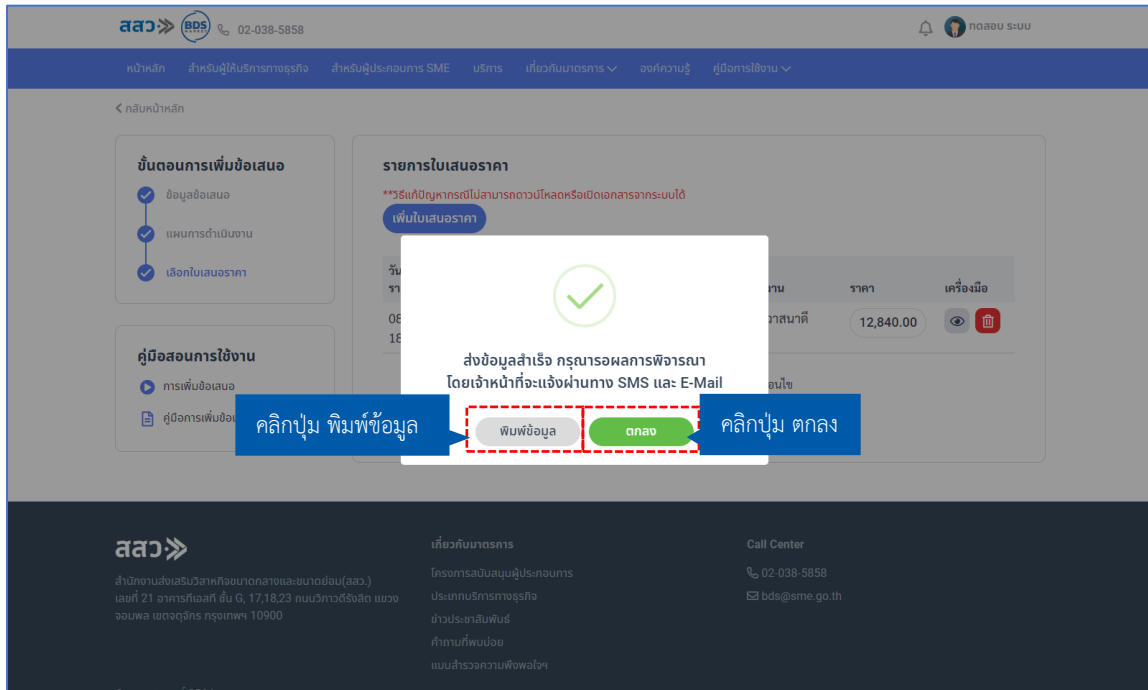 สสว BDS MARKET 02-038-5858 ทดสอบ ระบบ
หน้าหลัก สำหรับผู้ให้บริการทางธุรกิจ สำหรับผู้ประกอบการ SME บริการ เกี่ยวกับมาตรการ องค์ความรู้ คู่มือการใช้งาน
กลับหน้าหลัก
ขั้นตอนการเพิ่มข้อเสนอ
ข้อมูลข้อเสนอ
แผนการดำเนินงาน
เลือกใบเสนอราคา
คู่มือสอนการใช้งาน
การเพิ่มข้อเสนอ
คู่มือการเพิ่มข้อเ
รายการใบเสนอราคา
**วิธีแก้ปัญหากรณีไม่สามารถดาวน์โหลดหรือเปิดเอกสารจากระบบได้
เพิ่มใบเสนอราคา
ราคา เครื่องมือ
08
วาสนาดี 12,840.00
18
ส่งข้อมูลสำเร็จ กรุณารอผลการพิจารณา
โดยเจ้าหน้าที่จะแจ้งผ่านทาง SMS และ E-Mail
คลิกปุ่ม พิมพ์ข้อมูล
พิมพ์ข้อมูล ตกลง
คลิกปุ่ม ตกลง
สสว
สำนักงานส่งเสริมวิสาหกิจขนาดกลางและขนาดย่อม(สสว.)
เลขที่ 21 อาคารทีเอสที ชั้น G, 17,18,23 ถนนวิภาวดีรังสิต แขวง
จอมพล เขตจตุจักร กรุงเทพฯ 10900
เกี่ยวกับมาตรการ
โครงการสนับสนุนผู้ประกอบการ
ประเภทบริการทางธุรกิจ
ข่าวประชาสัมพันธ์
คำถามที่พบบ่อย
แบบสำรวจความพึงพอใจฯ
Call Center
02-038-5858
bds@sme.go.th